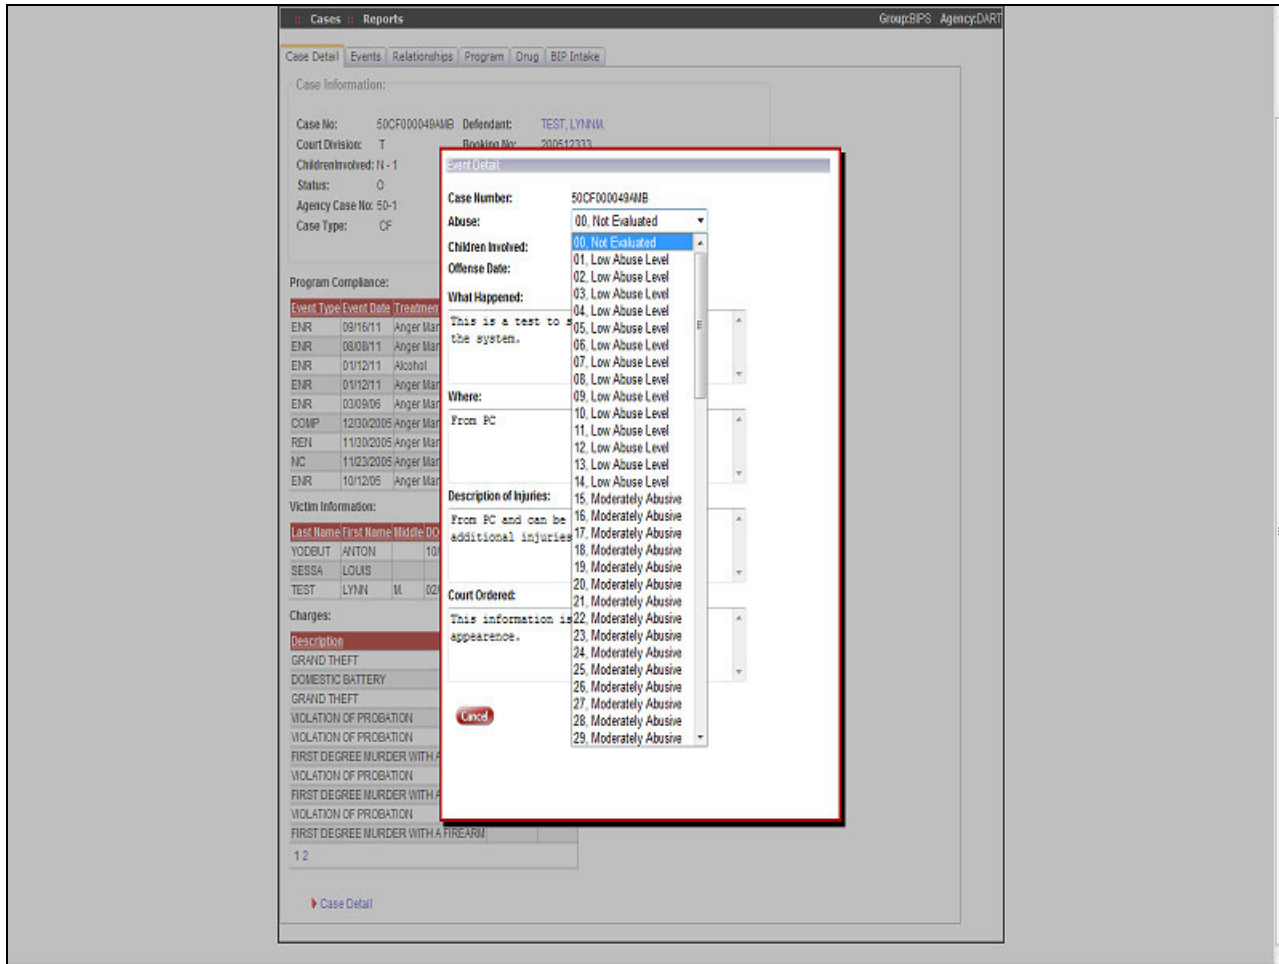 :: Cases :: Reports Group:BIPS Agency:DART
Case Detail Events Relationships Program Drug BIP Intake
Case Information:
Case No: 50CF000049AMB Defendant: TEST, LYNNM.
Court Division: T Booking No: 200512333
ChildrenInvolved: N - 1
Status: O
Agency Case No: 50-1
Case Type: CF
Program Compliance:
Event Type Event Date
ENR 09/16/11 Anger
ENR 08/08/11 Anger
ENR 01/12/11 Alcohol
ENR 01/12/11 Anger
ENR 03/09/06 Anger
COMP 12/30/2005 Anger
REN 11/30/2005 Anger
NC 11/23/2005 Anger
ENR 10/12/05 Anger
Victim Information:
Last Name First Name Middle
YODBUT ANTON
SESSA LOUIS
TEST LYNN M.
Charges:
Description
GRAND THEFT
DOMESTIC BATTERY
GRAND THEFT
VIOLATION OF PROBATION
VIOLATION OF PROBATION
FIRST DEGREE MURDER WITH A
VIOLATION OF PROBATION
FIRST DEGREE MURDER WITH A
VIOLATION OF PROBATION
FIRST DEGREE MURDER WITH A FIREARM
1 2
Case Detail
Event Detail
Case Number: 50CF000049AMB
Abuse: 00, Not Evaluated
Children Involved:
Offense Date:
What Happened:
This is a test to
the system.
Where:
From PC
Description of Injuries:
From PC and can be
additional injuries
Court Ordered:
This information is
appearence.
Cancel
00, Not Evaluated
01, Low Abuse Level
02, Low Abuse Level
03, Low Abuse Level
04, Low Abuse Level
05, Low Abuse Level
06, Low Abuse Level
07, Low Abuse Level
08, Low Abuse Level
09, Low Abuse Level
10, Low Abuse Level
11, Low Abuse Level
12, Low Abuse Level
13, Low Abuse Level
14, Low Abuse Level
15, Moderately Abusive
16, Moderately Abusive
17, Moderately Abusive
18, Moderately Abusive
19, Moderately Abusive
20, Moderately Abusive
21, Moderately Abusive
22, Moderately Abusive
23, Moderately Abusive
24, Moderately Abusive
25, Moderately Abusive
26, Moderately Abusive
27, Moderately Abusive
28, Moderately Abusive
29, Moderately Abusive